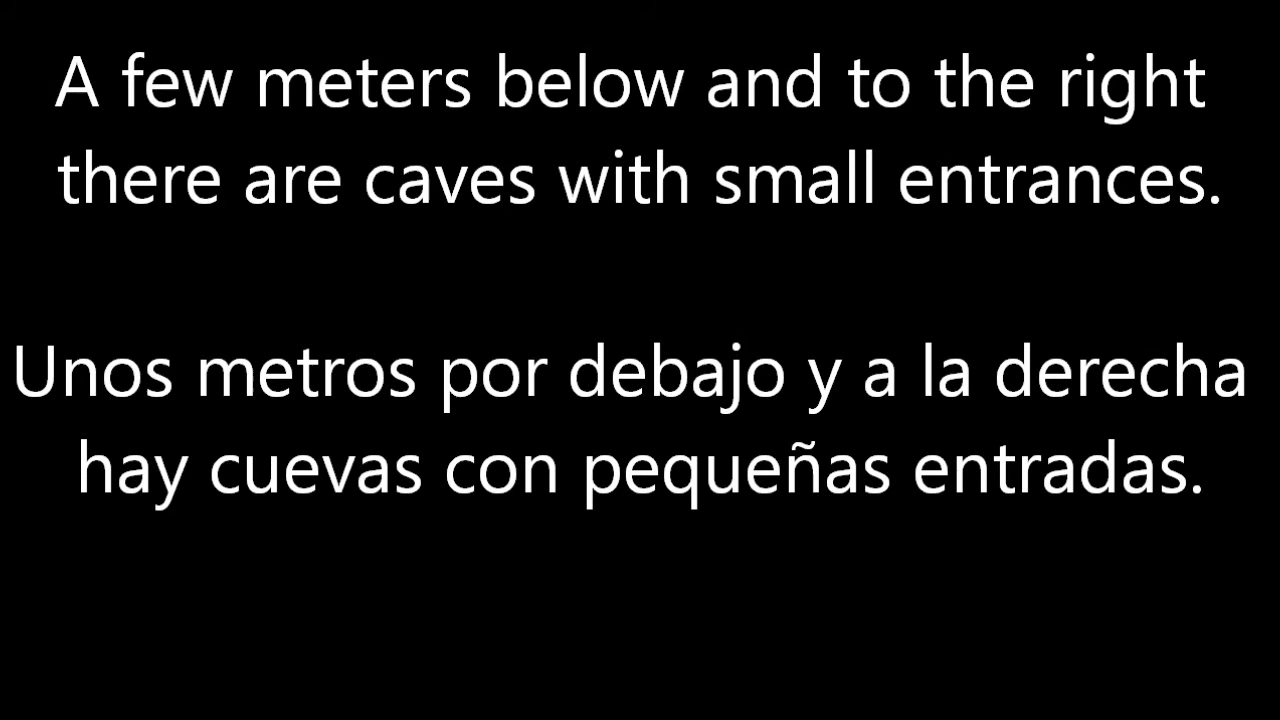 A few meters below and to the right
there are caves with small entrances.
Unos metros por debajo y a la derecha
hay cuevas con pequeñas entradas.